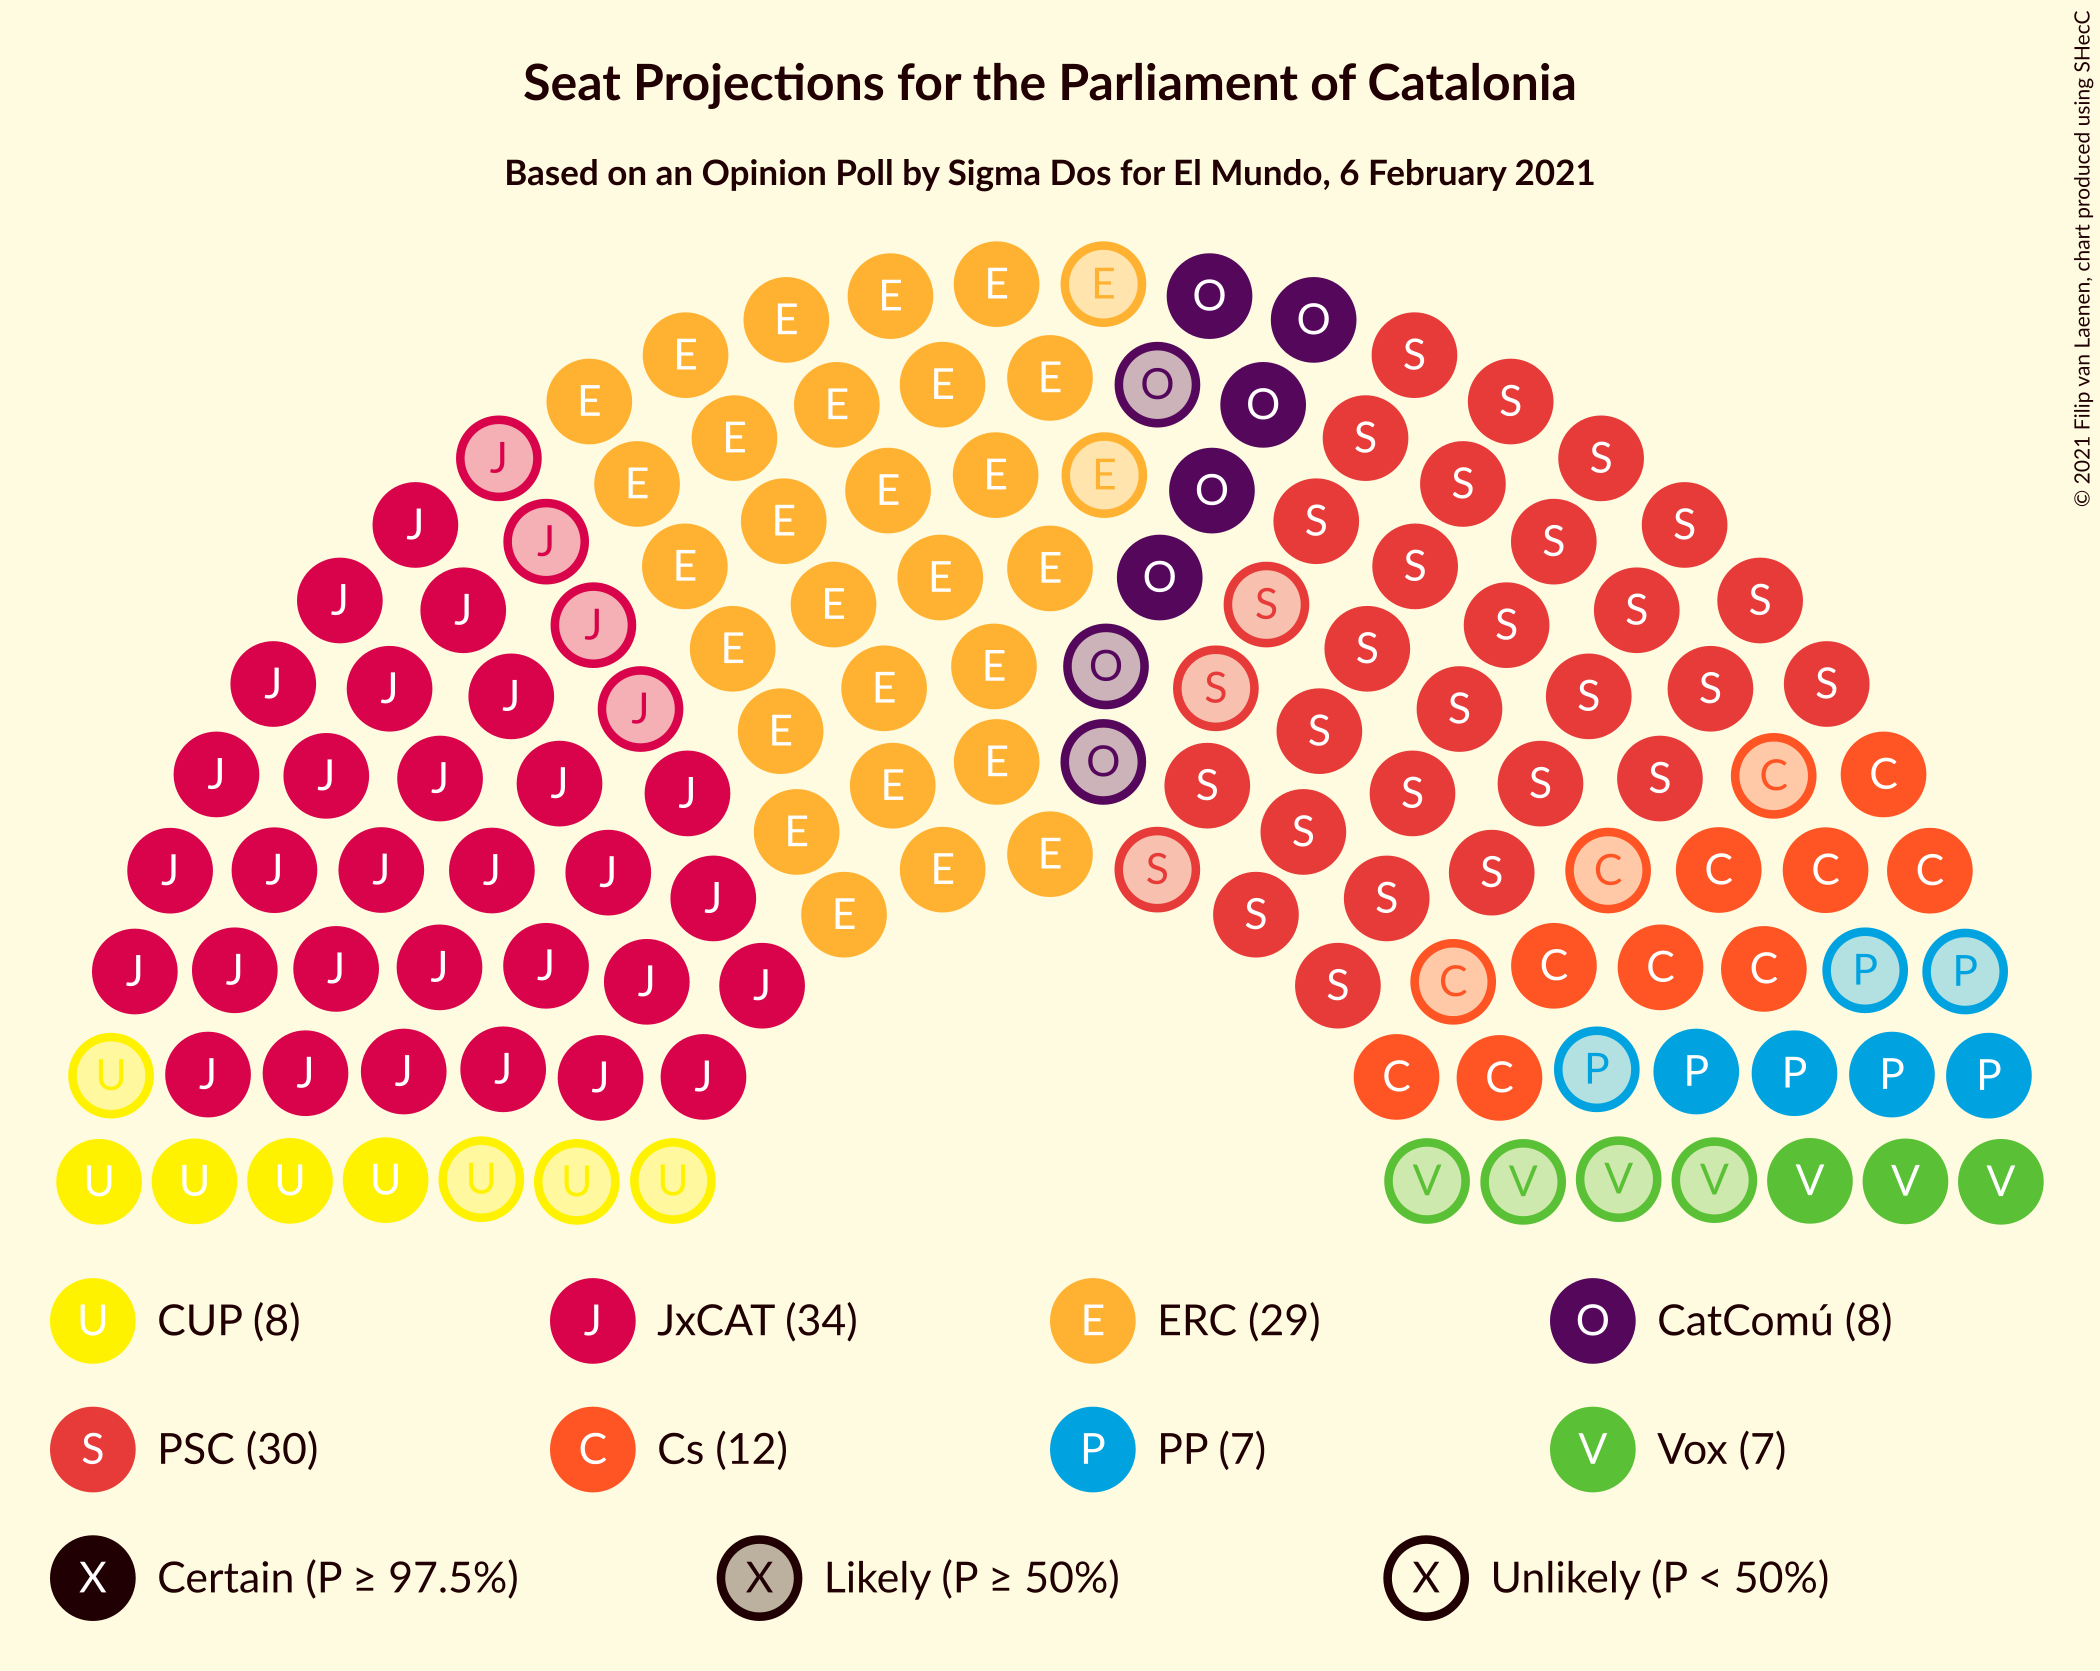 Seat Projections for the Parliament of Catalonia
Based on an Opinion Poll by Sigma Dos for El Mundo, 6 February 2021
© 2021 Filip van Laenen, chart produced using SHecC
E E E O O
E E E E O O S S
E E E E E E O S S S
J E E E E E O S S S S
J J E E E E O S S S S S
J J J E E E O S S S S S S
J J J J E E E O S S S S S S S
J J J J J E E E O S S S S S C C
J J J J J J E E E S S S S C C C C
J J J J J J J S C C C C P P
U J J J J J J C C P P P P P
U U U U U U U V V V V V V V
U CUP (8) J JxCAT (34) E ERC (29) O CatComú (8)
S PSC (30) C Cs (12) P PP (7) V Vox (7)
X Certain (P ≥ 97.5%) X Likely (P ≥ 50%) X Unlikely (P < 50%)